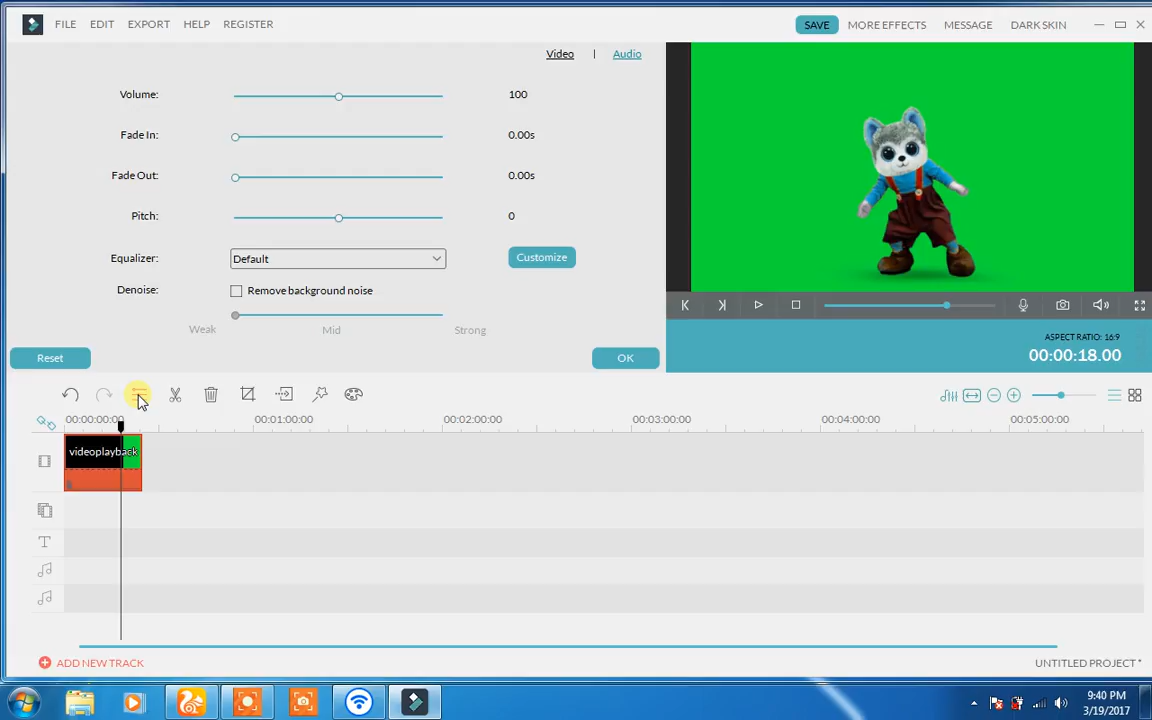 FILE EDIT EXPORT HELP REGISTER SAVE MORE EFFECTS MESSAGE DARK SKIN
Video | Audio
Volume: 100
Fade In: 0.00s
Fade Out: 0.00s
Pitch: 0
Equalizer: Default Customize
Denoise: Remove background noise
Weak Mid Strong
Reset OK
ASPECT RATIO: 16:9
00:00:18.00
00:00:00:00 00:01:00:00 00:02:00:00 00:03:00:00 00:04:00:00 00:05:00:00
videoplayback
T
ADD NEW TRACK UNTITLED PROJECT *
9:40 PM
3/19/2017